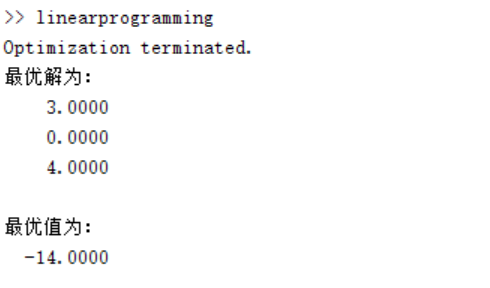 >> linearprogramming
Optimization terminated.
最优解为:
3.0000
0.0000
4.0000
最优值为:
-14.0000